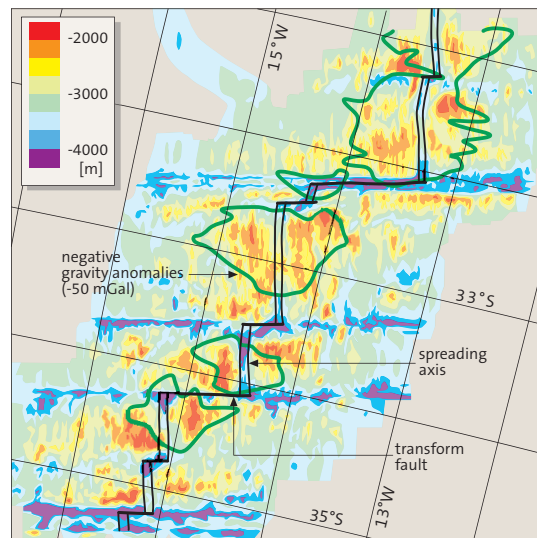 -2000
-3000
-4000
[m]
15°W
negative
gravity anomalies
(-50 mGal)
33°S
spreading
axis
transform
fault
35°S
13°W